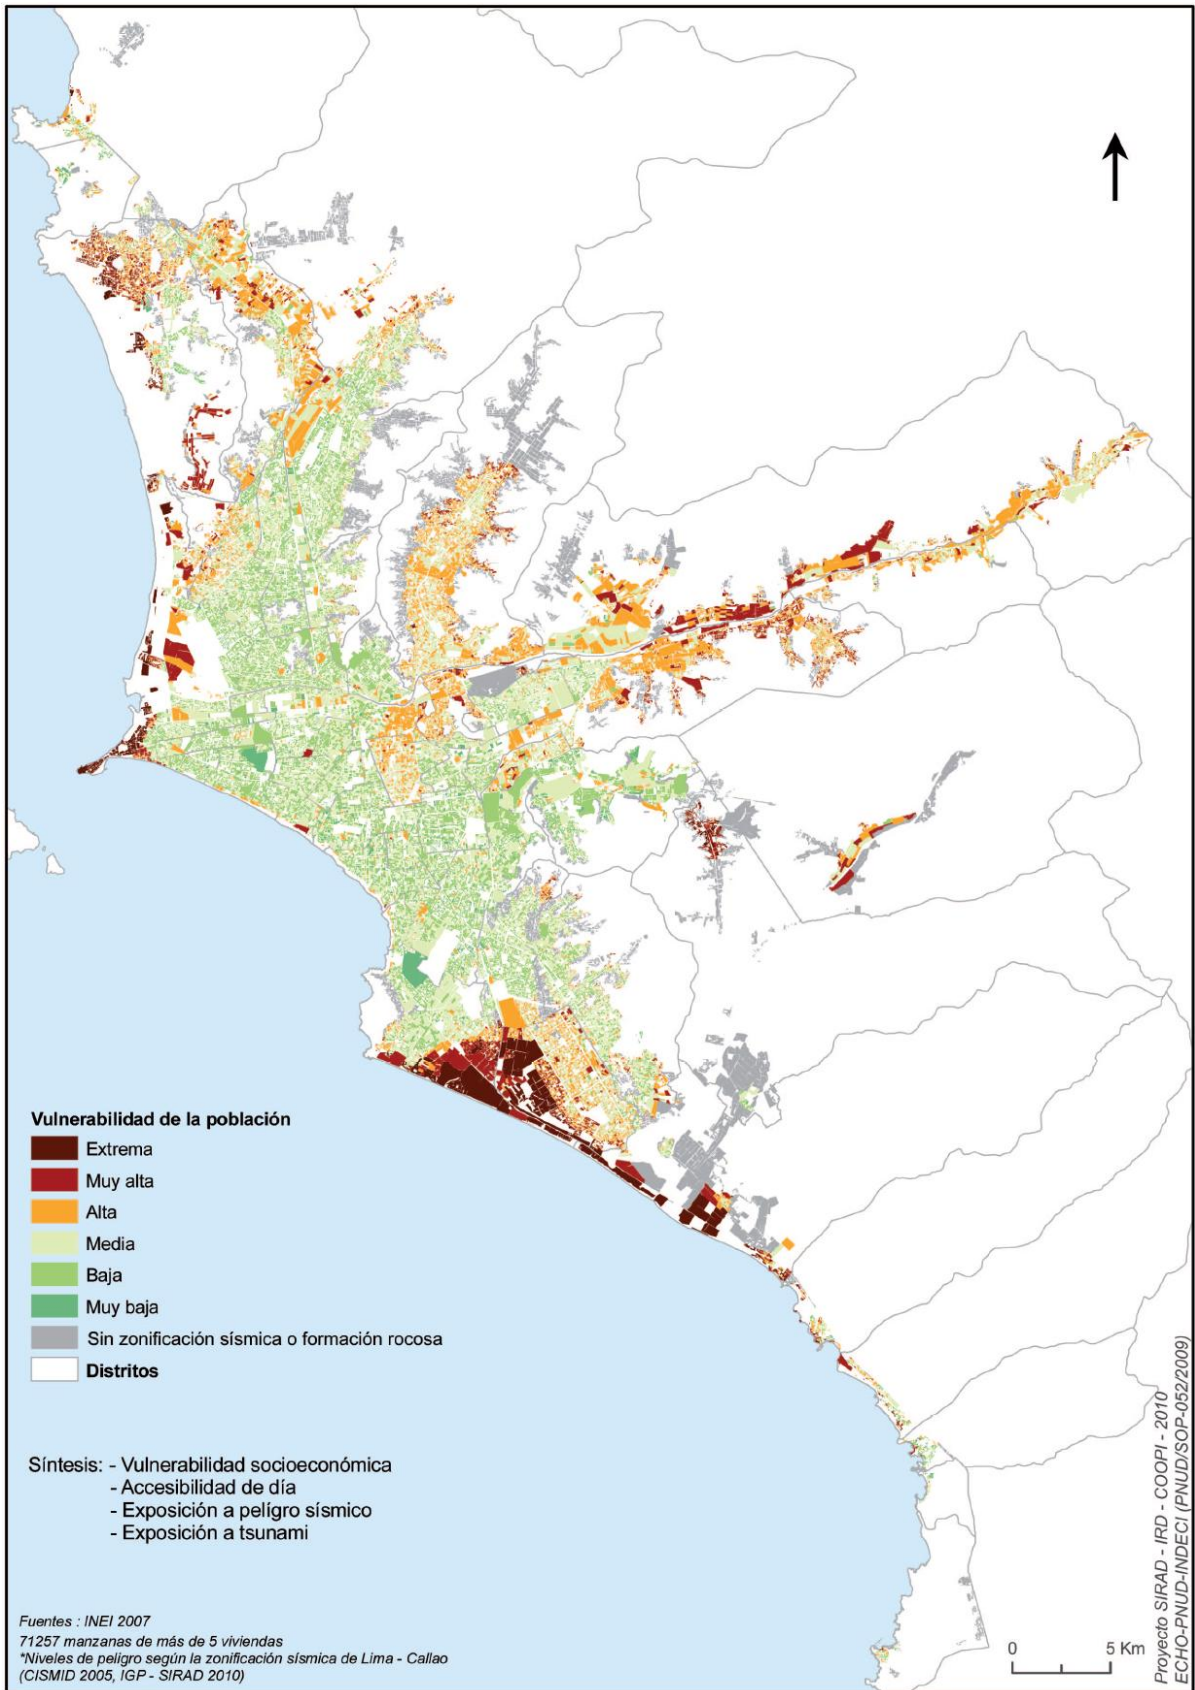 Vulnerabilidad de la población
Extrema
Muy alta
Alta
Media
Baja
Muy baja
Sin zonificación sísmica o formación rocosa
Distritos
Síntesis: - Vulnerabilidad socioeconómica
- Accesibilidad de día
- Exposición a peligro sísmico
- Exposición a tsunami
Fuentes : INEI 2007
71257 manzanas de más de 5 viviendas
*Niveles de peligro según la zonificación sísmica de Lima - Callao
(CISMID 2005, IGP - SIRAD 2010)
0 5 Km
Proyecto SIRAD - IRD - COOPI - 2010
ECHO-PNUD-INDECI (PNUD/SOP-052/2009)